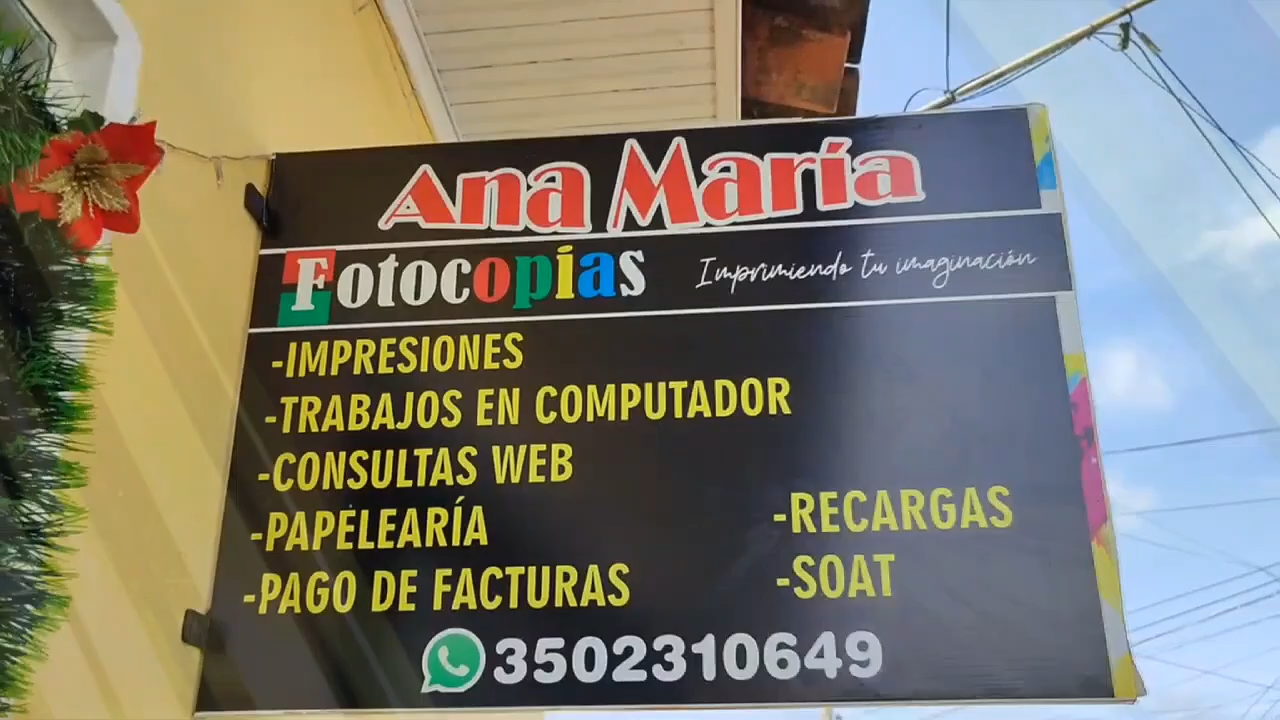 Ana María
Fotocopias
Imprimiendo tu imaginación
-IMPRESIONES
-TRABAJOS EN COMPUTADOR
-CONSULTAS WEB
-PAPELEARÍA
-PAGO DE FACTURAS
-RECARGAS
-SOAT
3502310649